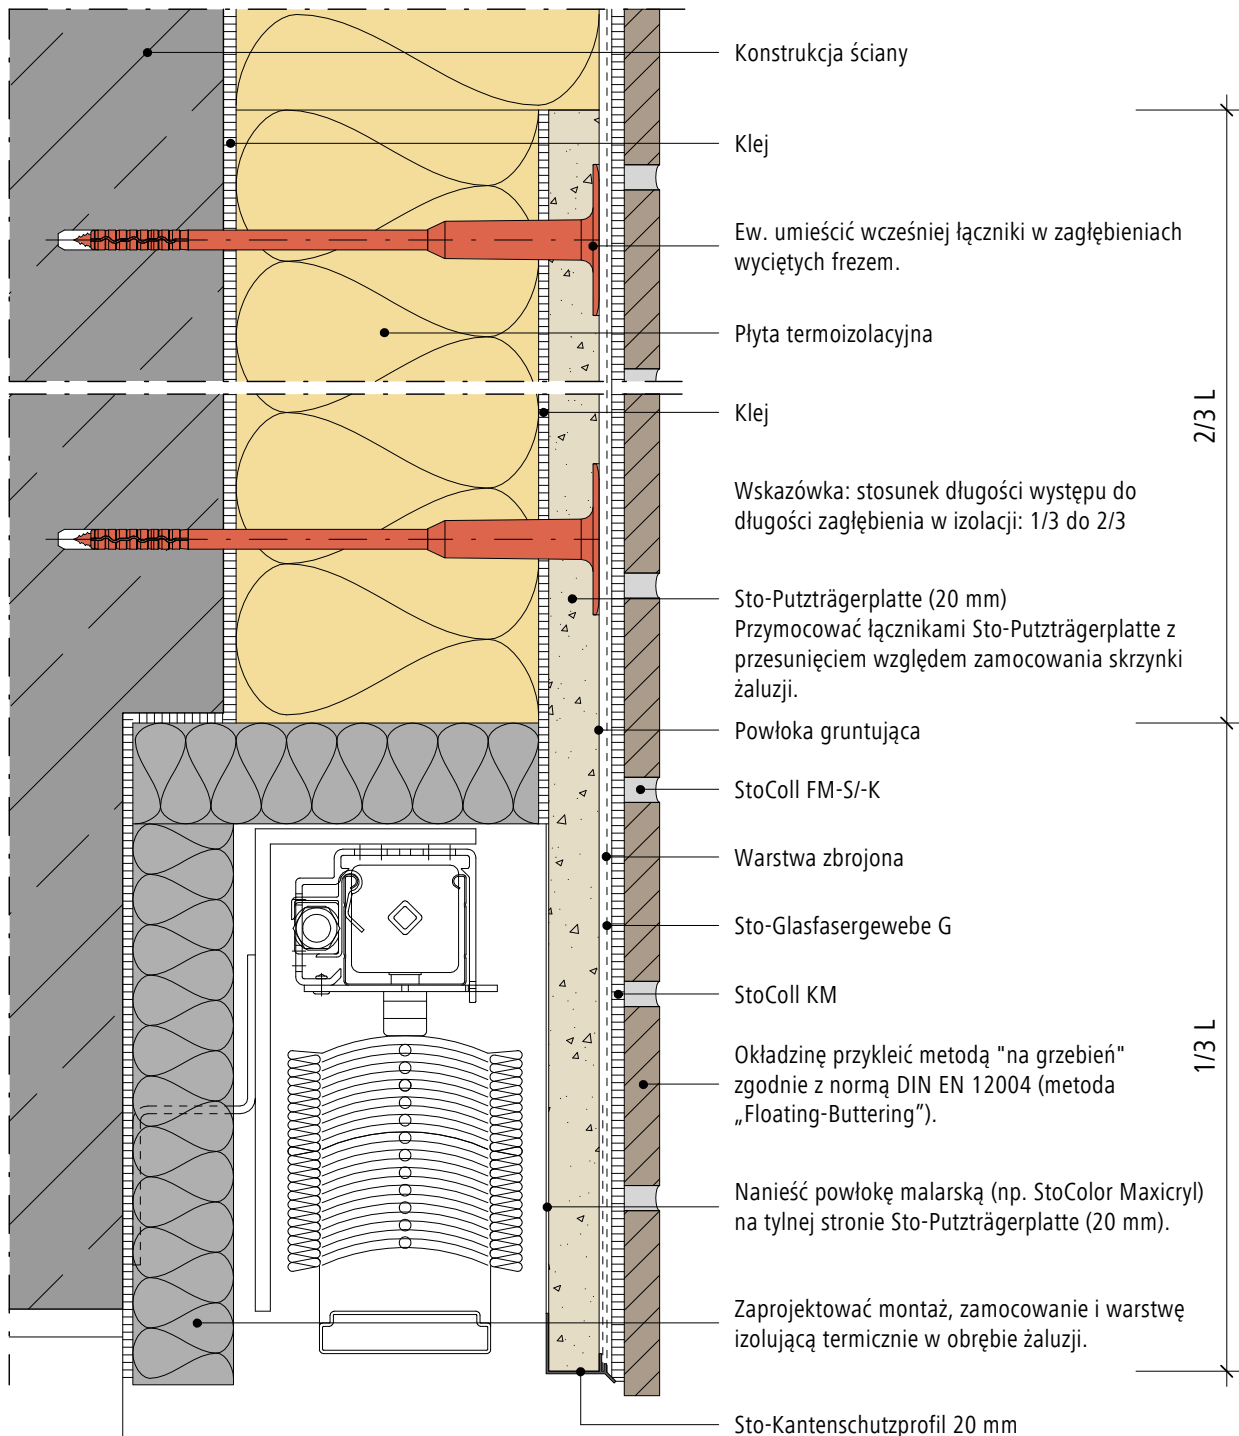 Konstrukcja ściany
Klej
Ew. umieścić wcześniej łączniki w zagłębieniach
wyciętych frezem.
Płyta termoizolacyjna
Klej
2/3 L
Wskazówka: stosunek długości występu do
długości zagłębienia w izolacji: 1/3 do 2/3
Sto-Putzträgerplatte (20 mm)
Przymocować łącznikami Sto-Putzträgerplatte z
przesunięciem względem zamocowania skrzynki
żaluzji.
Powłoka gruntująca
StoColl FM-S/-K
Warstwa zbrojona
Sto-Glasfasergewebe G
StoColl KM
1/3 L
Okładzinę przykleić metodą "na grzebień"
zgodnie z normą DIN EN 12004 (metoda
„Floating-Buttering”).
Nanieść powłokę malarską (np. StoColor Maxicryl)
na tylnej stronie Sto-Putzträgerplatte (20 mm).
Zaprojektować montaż, zamocowanie i warstwę
izolującą termicznie w obrębie żaluzji.
Sto-Kantenschutzprofil 20 mm